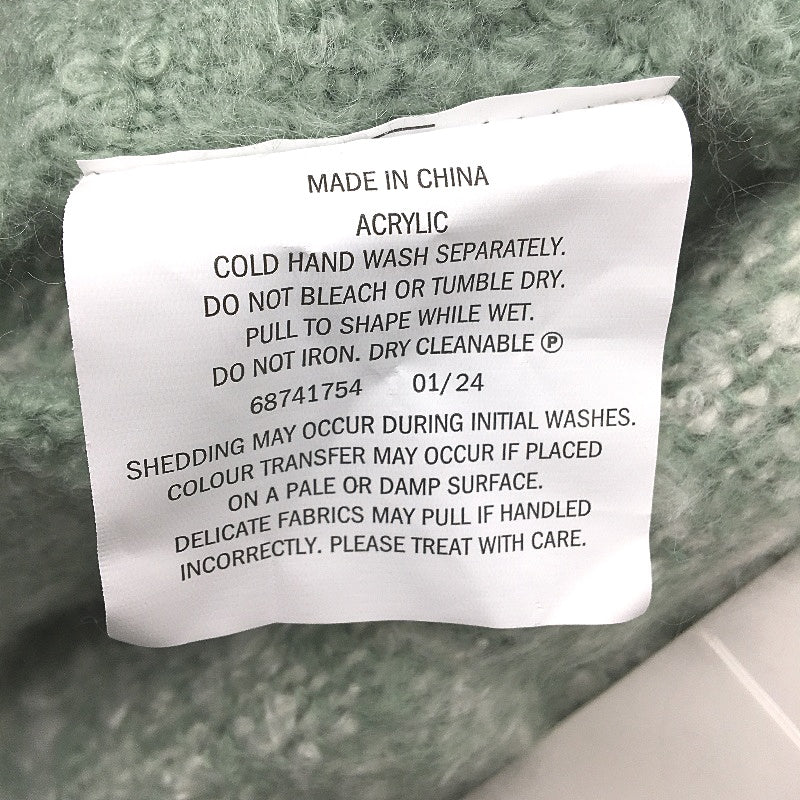 MADE IN CHINA
ACRYLIC
COLD HAND WASH SEPARATELY.
DO NOT BLEACH OR TUMBLE DRY.
PULL TO SHAPE WHILE WET.
DO NOT IRON. DRY CLEANABLE Ⓟ
68741754 01/24
SHEDDING MAY OCCUR DURING INITIAL WASHES.
COLOUR TRANSFER MAY OCCUR IF PLACED
ON A PALE OR DAMP SURFACE.
DELICATE FABRICS MAY PULL IF HANDLED
INCORRECTLY. PLEASE TREAT WITH CARE.